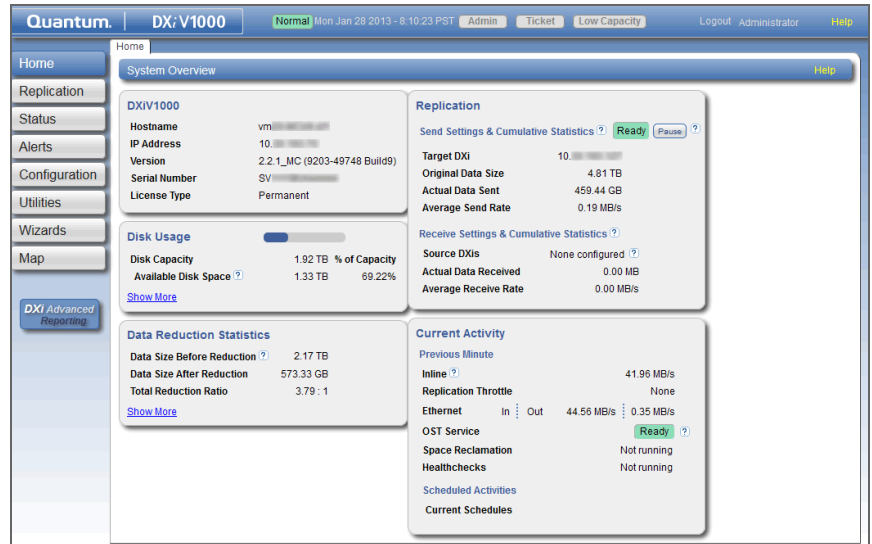 Quantum. DXiV1000 Normal Mon Jan 28 2013 - 8:10:23 PST Admin Ticket Low Capacity Logout Administrator Help
Home
Home
Replication
Status
Alerts
Configuration
Utilities
Wizards
Map
DXi Advanced
Reporting
System Overview Help
DXiV1000
Hostname vm
IP Address 10.
Version 2.2.1_MC (9203-49748 Build9)
Serial Number SV
License Type Permanent
Disk Usage
Disk Capacity 1.92 TB % of Capacity
Available Disk Space ? 1.33 TB 69.22%
Show More
Data Reduction Statistics
Data Size Before Reduction ? 2.17 TB
Data Size After Reduction 573.33 GB
Total Reduction Ratio 3.79 : 1
Show More
Replication
Send Settings & Cumulative Statistics ? Ready Pause ?
Target DXi 10.
Original Data Size 4.81 TB
Actual Data Sent 459.44 GB
Average Send Rate 0.19 MB/s
Receive Settings & Cumulative Statistics ?
Source DXis None configured ?
Actual Data Received 0.00 MB
Average Receive Rate 0.00 MB/s
Current Activity
Previous Minute
Inline ? 41.96 MB/s
Replication Throttle None
Ethernet In Out 44.56 MB/s 0.35 MB/s
OST Service Ready ?
Space Reclamation Not running
Healthchecks Not running
Scheduled Activities
Current Schedules